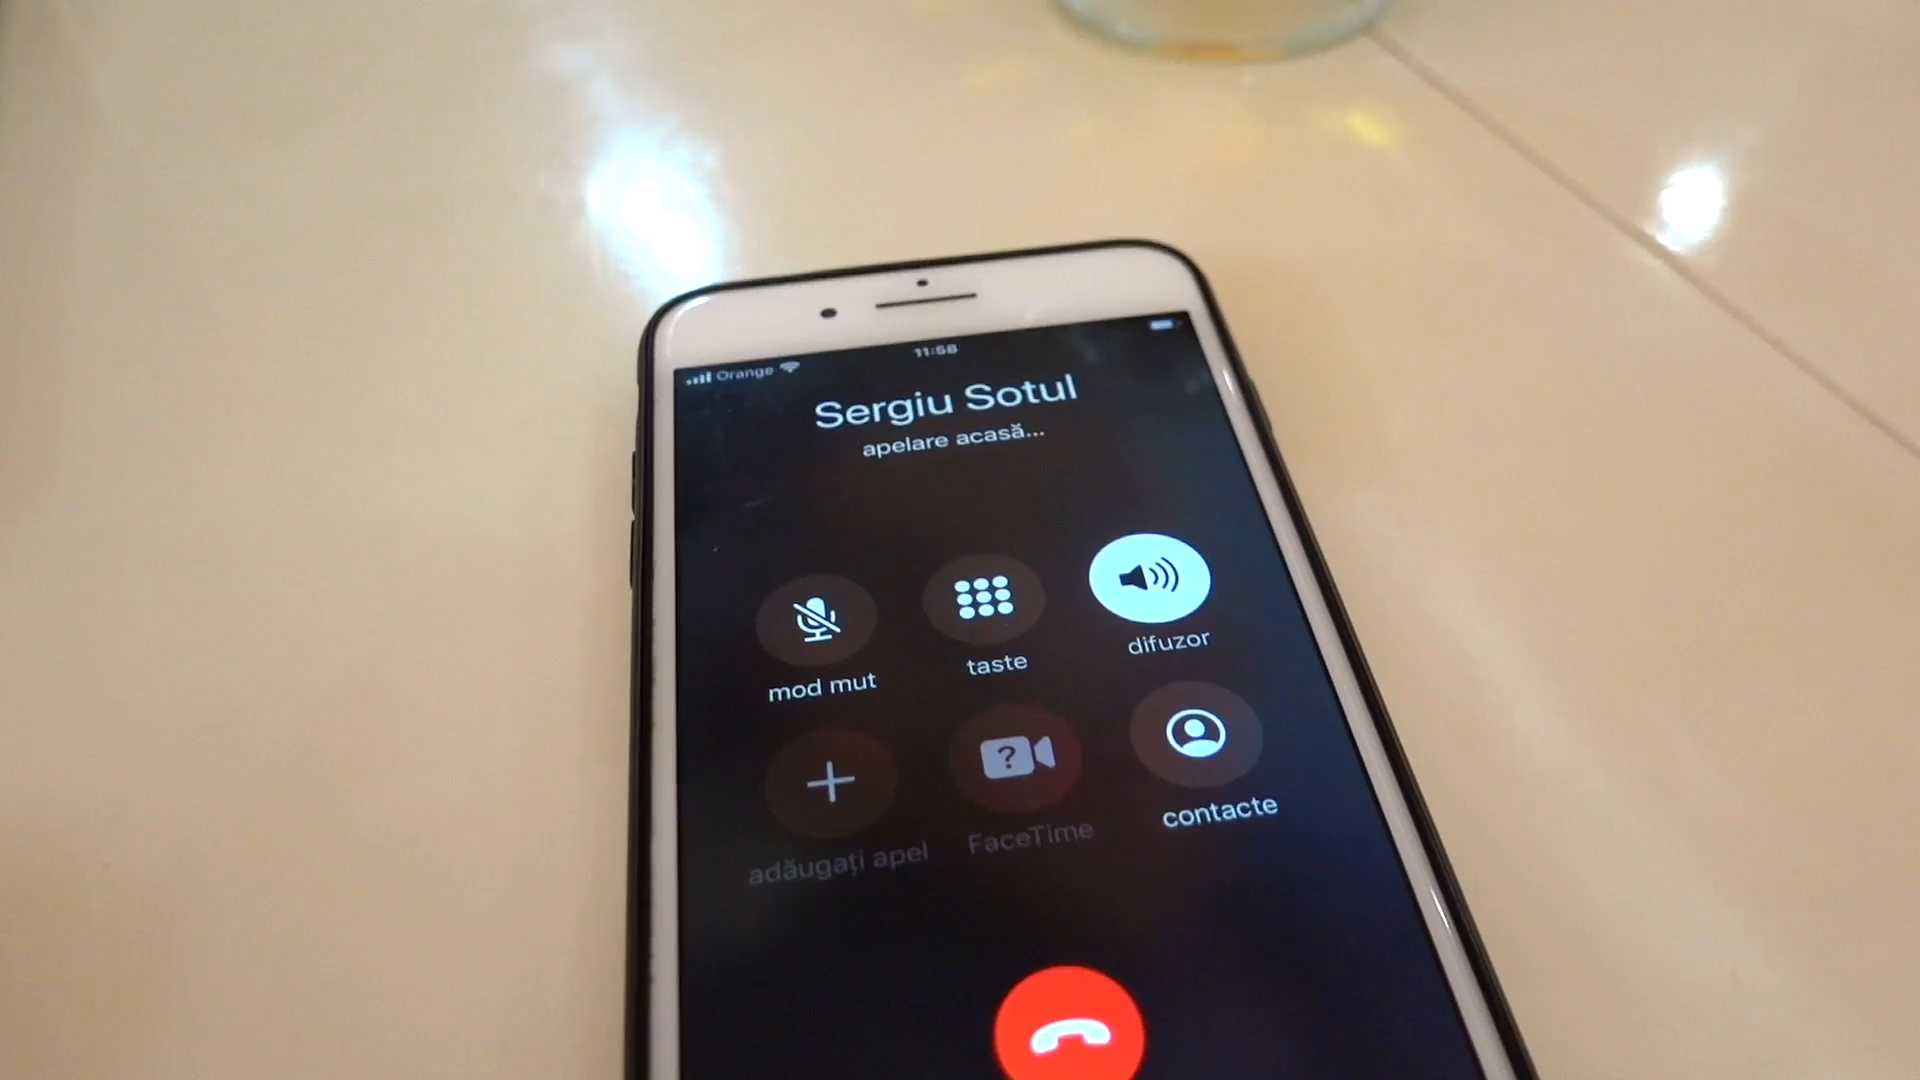 Orange
11:58
Sergiu Sotul
apelare acasă...
mod mut
taste
difuzor
adăugați apel
FaceTime
contacte